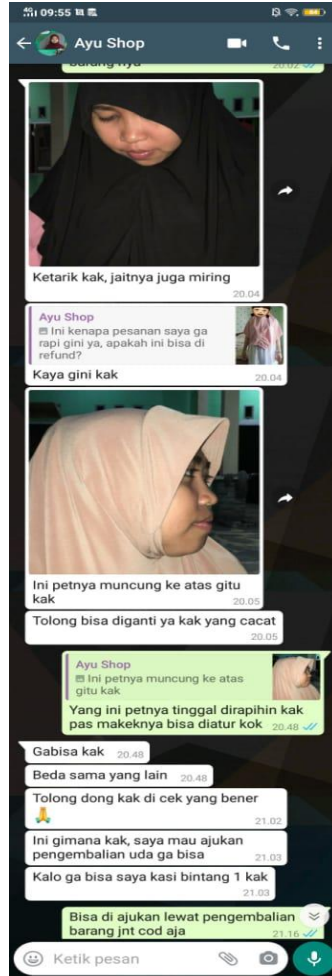 09:55
Ayu Shop
barang nya
20.02
Ketarik kak, jaitnya juga miring
20.04
Ayu Shop
Ini kenapa pesanan saya ga
rapi gini ya, apakah ini bisa di
refund?
Kaya gini kak
20.04
Ini petnya muncung ke atas gitu
kak
20.05
Tolong bisa diganti ya kak yang cacat
20.05
Ayu Shop
Ini petnya muncung ke atas
gitu kak
Yang ini petnya tinggal dirapihin kak
pas makeknya bisa diatur kok 20.48
Gabisa kak 20.48
Beda sama yang lain 20.48
Tolong dong kak di cek yang bener
🙏
21.02
Ini gimana kak, saya mau ajukan
pengembalian uda ga bisa 21.03
Kalo ga bisa saya kasi bintang 1 kak
21.03
Bisa di ajukan lewat pengembalian
barang jnt cod aja 21.16
Ketik pesan